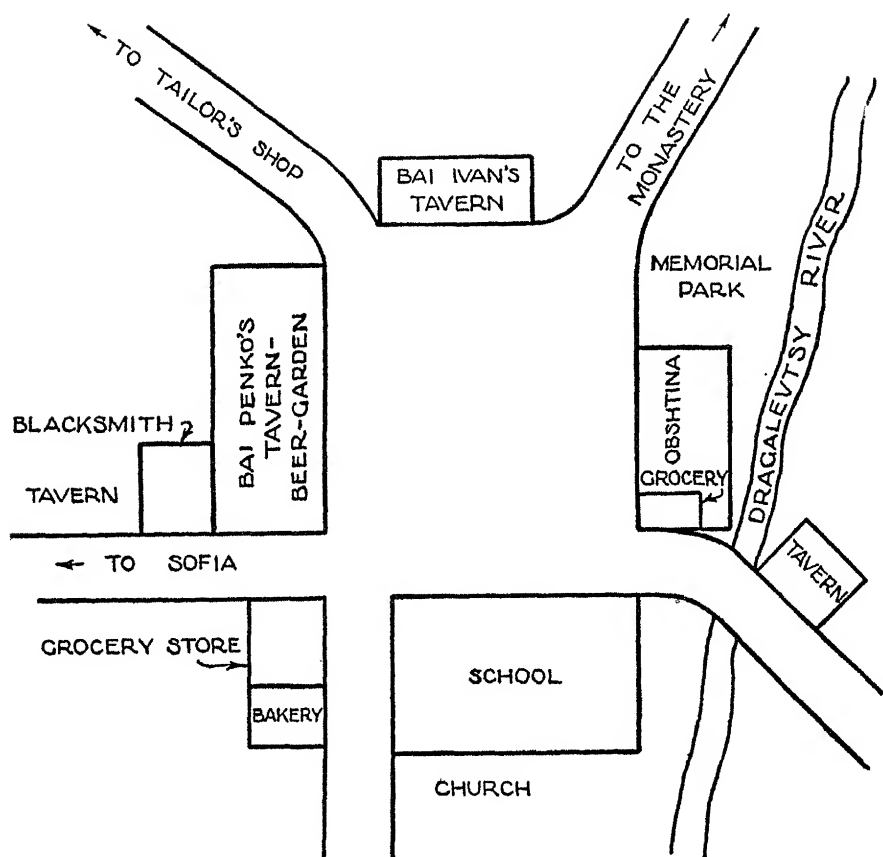 ← TO TAILOR'S SHOP
TO THE
MONASTERY →
BAI IVAN'S
TAVERN
DRAGALEVTSY RIVER
MEMORIAL
PARK
BAI PENKO'S
TAVERN-
BEER-GARDEN
OBSHTINA
BLACKSMITH
GROCERY
TAVERN
← TO SOFIA
TAVERN
GROCERY STORE
SCHOOL
BAKERY
CHURCH